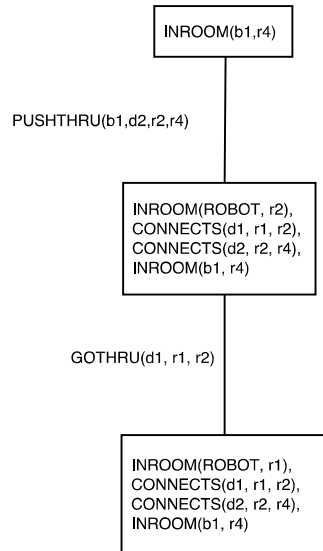 INROOM(b1,r4)
PUSHTHRU(b1,d2,r2,r4)
INROOM(ROBOT, r2),
CONNECTS(d1, r1, r2),
CONNECTS(d2, r2, r4),
INROOM(b1, r4)
GOTHRU(d1, r1, r2)
INROOM(ROBOT, r1),
CONNECTS(d1, r1, r2),
CONNECTS(d2, r2, r4),
INROOM(b1, r4)